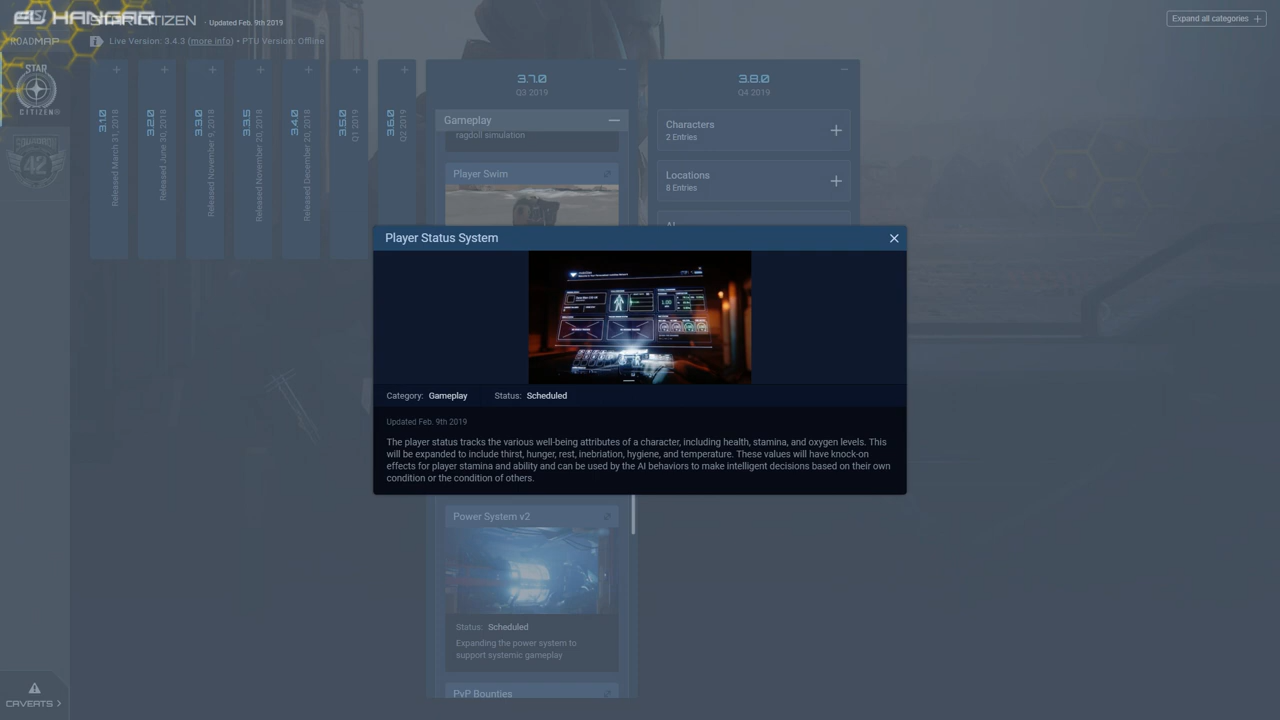 STAR CITIZEN
• Updated Feb. 9th 2019
Expand all categories
ROADMAP
Live Version: 3.4.3 (more info) • PTU Version: Offline
STAR
CITIZEN
SQUADRON
42
3.1.0
Released March 31, 2018
3.2.0
Released June 30, 2018
3.3.0
Released November 9, 2018
3.3.5
Released November 20, 2018
3.4.0
Released December 20, 2018
3.5.0
Q1 2019
3.6.0
Q2 2019
3.7.0
Q3 2019
Gameplay
ragdoll simulation
Player Swim
3.8.0
Q4 2019
Characters
2 Entries
Locations
8 Entries
AI
Player Status System
Category: Gameplay
Status: Scheduled
Updated Feb. 9th 2019
The player status tracks the various well-being attributes of a character, including health, stamina, and oxygen levels. This
will be expanded to include thirst, hunger, rest, inebriation, hygiene, and temperature. These values will have knock-on
effects for player stamina and ability and can be used by the AI behaviors to make intelligent decisions based on their own
condition or the condition of others.
Power System v2
Status: Scheduled
Expanding the power system to
support systemic gameplay
PvP Bounties
CAVEATS